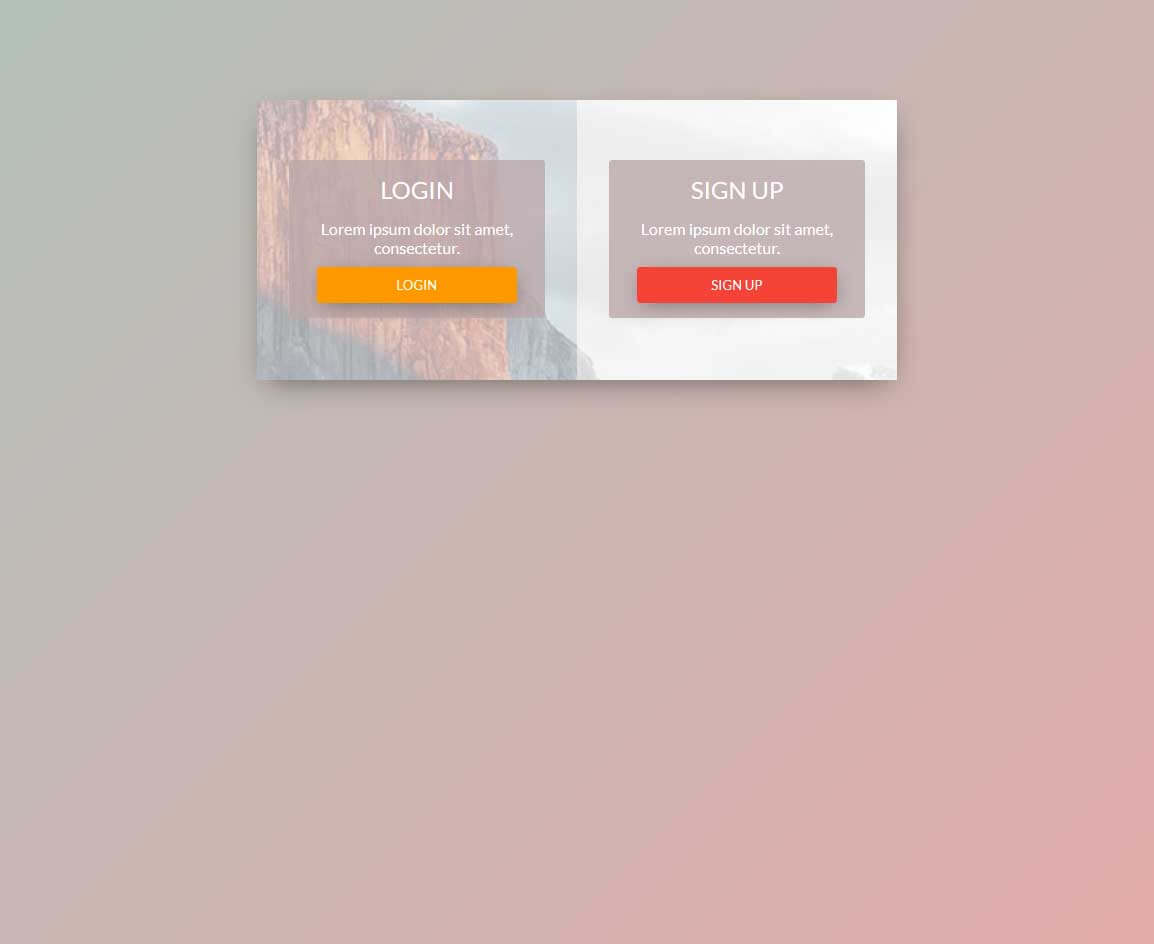 LOGIN
Lorem ipsum dolor sit amet,
consectetur.
LOGIN
SIGN UP
Lorem ipsum dolor sit amet,
consectetur.
SIGN UP